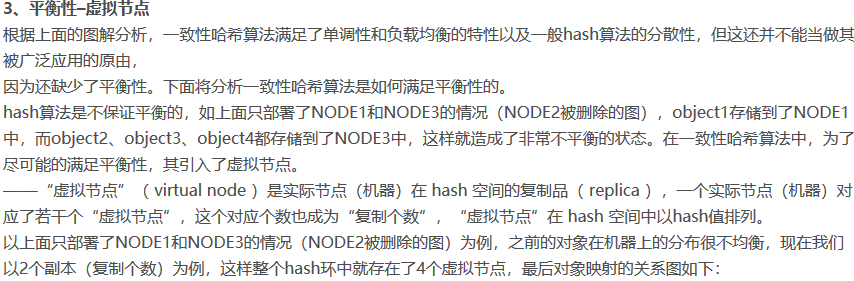 3、平衡性–虚拟节点
根据上面的图解分析，一致性哈希算法满足了单调性和负载均衡的特性以及一般hash算法的分散性，但这还并不能当做其
被广泛应用的原由，
因为还缺少了平衡性。下面将分析一致性哈希算法是如何满足平衡性的。
hash算法是不保证平衡的，如上面只部署了NODE1和NODE3的情况（NODE2被删除的图），object1存储到了NODE1
中，而object2、object3、object4都存储到了NODE3中，这样就造成了非常不平衡的状态。在一致性哈希算法中，为了
尽可能的满足平衡性，其引入了虚拟节点。
——“虚拟节点”（ virtual node ）是实际节点（机器）在 hash 空间的复制品（ replica ），一个实际节点（机器）对
应了若干个“虚拟节点”，这个对应个数也成为“复制个数”，“虚拟节点”在 hash 空间中以hash值排列。
以上面只部署了NODE1和NODE3的情况（NODE2被删除的图）为例，之前的对象在机器上的分布很不均衡，现在我们
以2个副本（复制个数）为例，这样整个hash环中就存在了4个虚拟节点，最后对象映射的关系图如下：